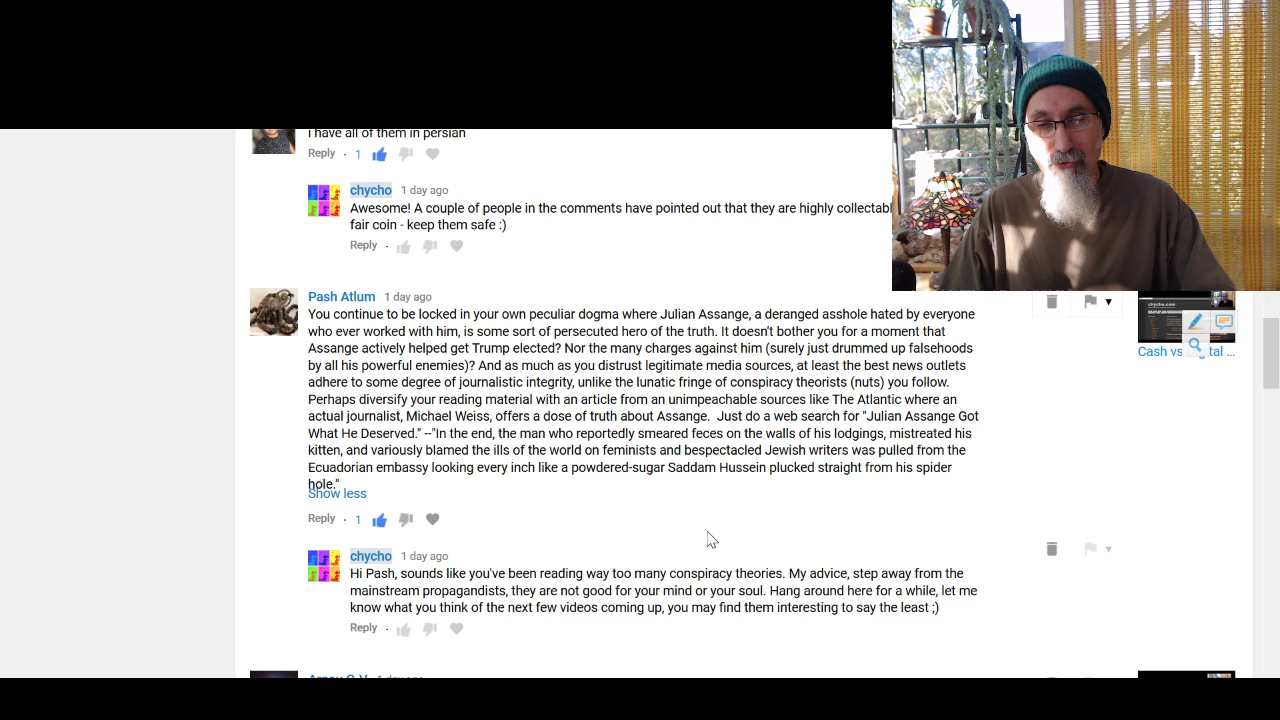 I have all of them in persian
Reply · 1
chycho 1 day ago
Awesome! A couple of people in the comments have pointed out that they are highly collectabl
fair coin - keep them safe :)
Reply ·
Pash Atlum 1 day ago
You continue to be locked in your own peculiar dogma where Julian Assange, a deranged asshole hated by everyone
who ever worked with him, is some sort of persecuted hero of the truth. It doesn't bother you for a moment that
Assange actively helped get Trump elected? Nor the many charges against him (surely just drummed up falsehoods
by all his powerful enemies)? And as much as you distrust legitimate media sources, at least the best news outlets
adhere to some degree of journalistic integrity, unlike the lunatic fringe of conspiracy theorists (nuts) you follow.
Perhaps diversify your reading material with an article from an unimpeachable sources like The Atlantic where an
actual journalist, Michael Weiss, offers a dose of truth about Assange. Just do a web search for "Julian Assange Got
What He Deserved." --"In the end, the man who reportedly smeared feces on the walls of his lodgings, mistreated his
kitten, and variously blamed the ills of the world on feminists and bespectacled Jewish writers was pulled from the
Ecuadorian embassy looking every inch like a powdered-sugar Saddam Hussein plucked straight from his spider
hole."
Show less
Reply · 1
chycho.com
Cash vs
tal ...
chycho 1 day ago
Hi Pash, sounds like you've been reading way too many conspiracy theories. My advice, step away from the
mainstream propagandists, they are not good for your mind or your soul. Hang around here for a while, let me
know what you think of the next few videos coming up, you may find them interesting to say the least ;)
Reply ·